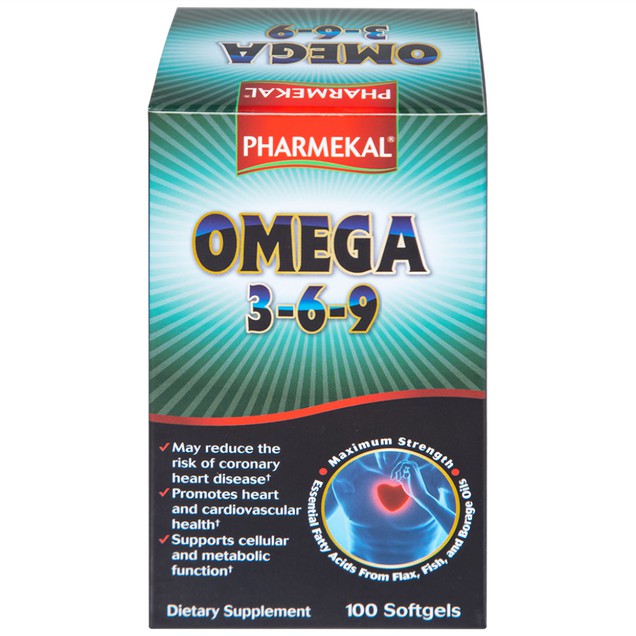 OMEGA
3-6-9
PHARMEKAL®
PHARMEKAL®
OMEGA
3-6-9
✓May reduce the
risk of coronary
heart disease†
✓Promotes heart
and cardiovascular
health†
✓Supports cellular
and metabolic
function†
• Maximum Strength •
Essential Fatty Acids From Flax, Fish, and Borage Oils
Dietary Supplement
100 Softgels